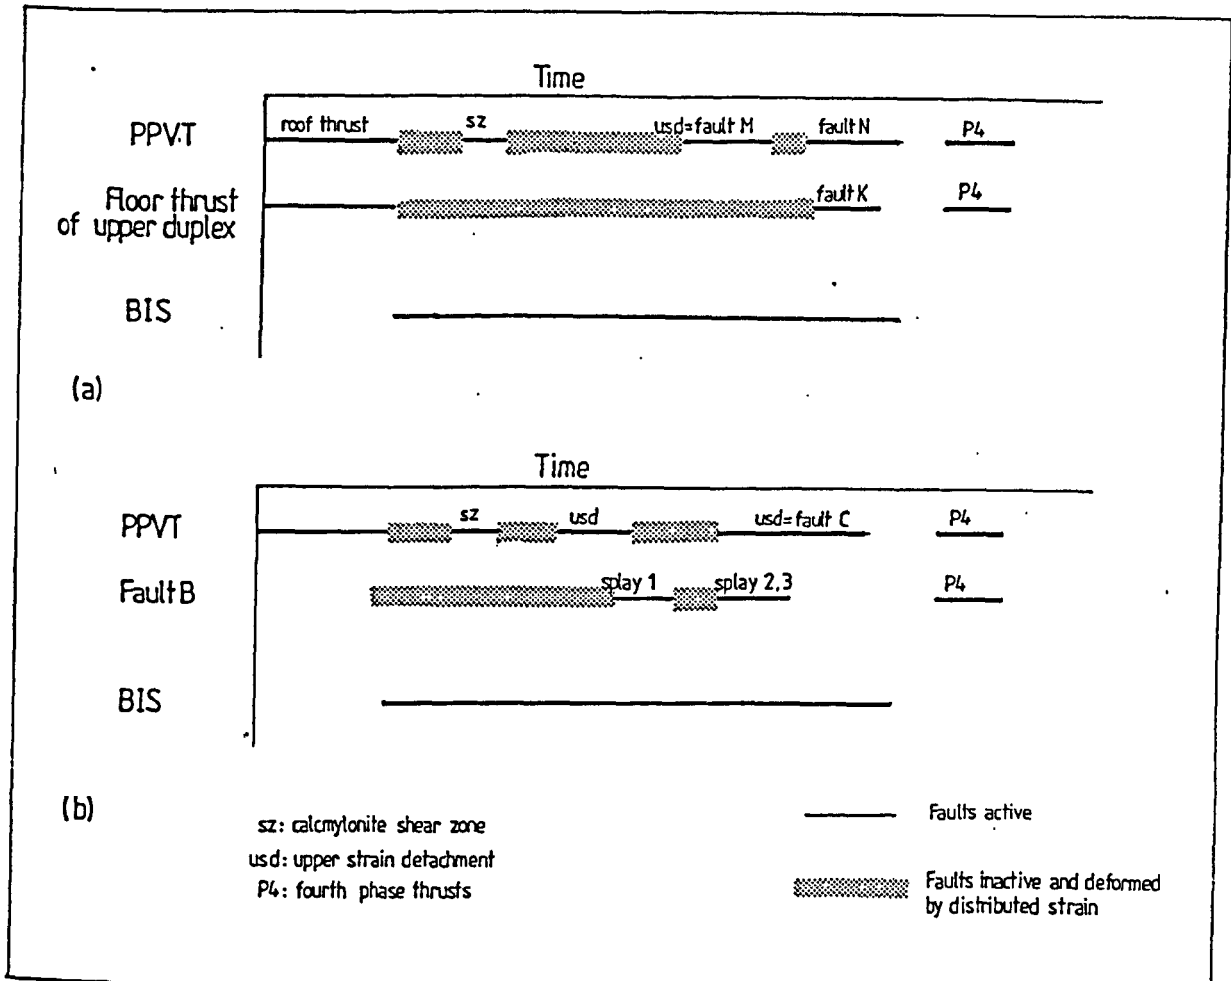 Time
PPV.T
roof thrust
sz
usd=fault M
fault N
P4
Floor thrust
of upper duplex
fault K
P4
BIS
(a)
Time
PPVT
sz
usd
usd=fault C
P4
Fault B
splay 1
splay 2,3
P4
BIS
(b)
sz: calcmylonite shear zone
usd: upper strain detachment
P4: fourth phase thrusts
Faults active
Faults inactive and deformed
by distributed strain